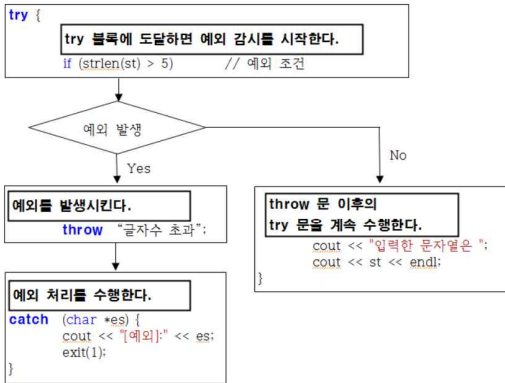 try {
try 블록에 도달하면 예외 감시를 시작한다.
if (strlen(st) > 5) // 예외 조건
예외 발생
Yes
No
예외를 발생시킨다.
throw "글자수 초과";
throw 문 이후의
try 문을 계속 수행한다.
cout << "입력한 문자열은 ";
cout << st << endl;
}
예외 처리를 수행한다.
catch (char *es) {
cout << "[예외]:" << es;
exit(1);
}